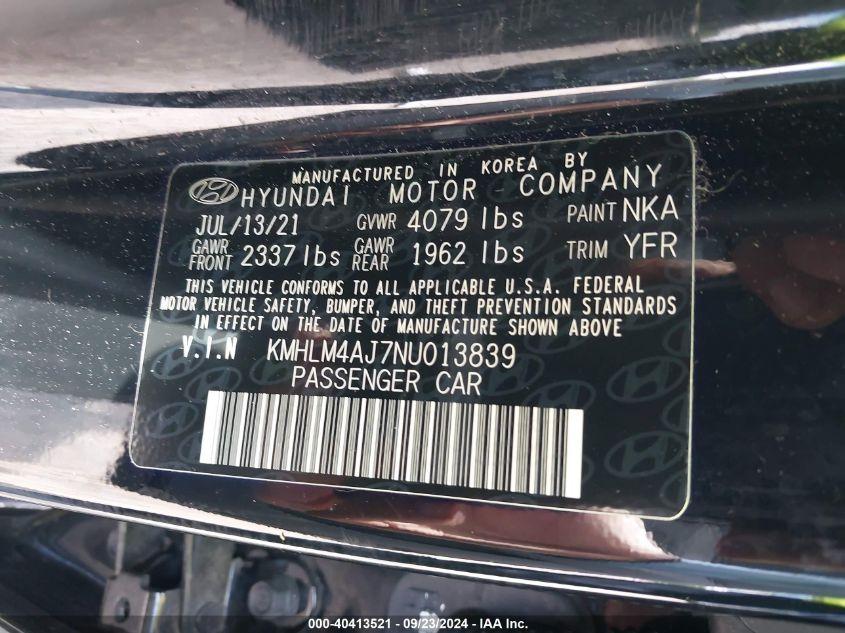 MANUFACTURED IN KOREA BY
HYUNDAI MOTOR COMPANY
JUL/13/21 GVWR 4079 lbs PAINT NKA
GAWR FRONT 2337 lbs GAWR REAR 1962 lbs TRIM YFR
THIS VEHICLE CONFORMS TO ALL APPLICABLE U.S.A. FEDERAL
MOTOR VEHICLE SAFETY, BUMPER, AND THEFT PREVENTION STANDARDS
IN EFFECT ON THE DATE OF MANUFACTURE SHOWN ABOVE
V.I.N KMHLM4AJ7NU013839
PASSENGER CAR
000-40413521 - 09/23/2024 - IAA Inc.